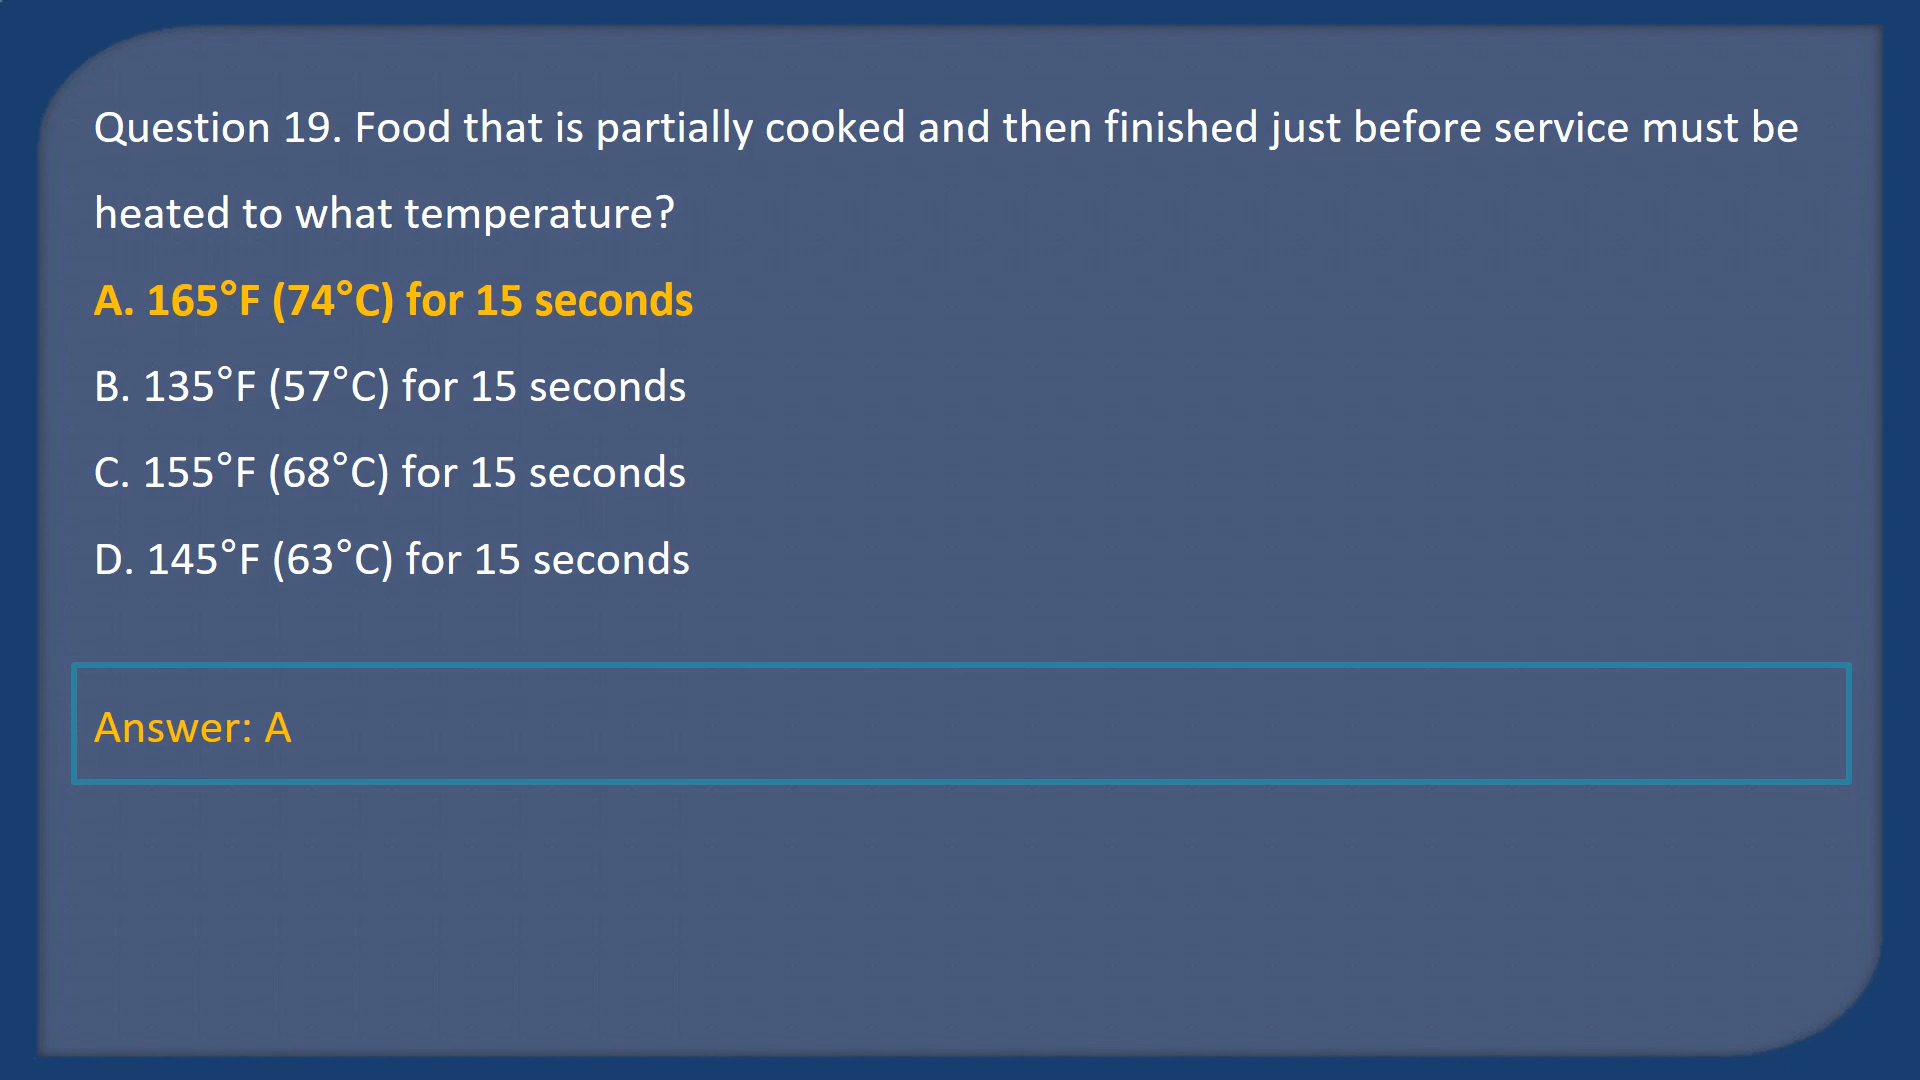 Question 19. Food that is partially cooked and then finished just before service must be
heated to what temperature?
A. 165°F (74°C) for 15 seconds
B. 135°F (57°C) for 15 seconds
C. 155°F (68°C) for 15 seconds
D. 145°F (63°C) for 15 seconds
Answer: A